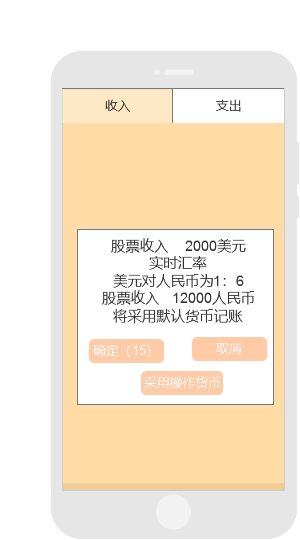 收入 支出
股票收入 2000美元
实时汇率
美元对人民币为1：6
股票收入 12000人民币
将采用默认货币记账
确定（15） 取消
采用操作货币